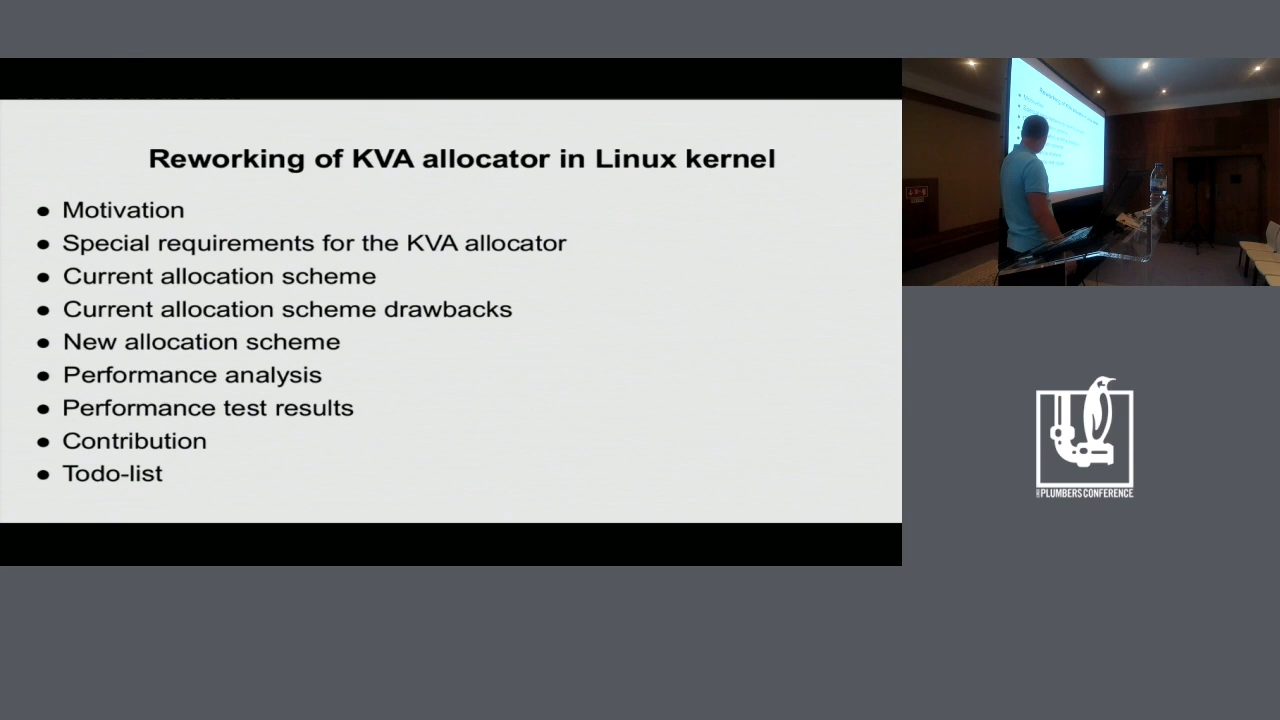 Reworking of KVA allocator in Linux kernel
● Motivation
● Special requirements for the KVA allocator
● Current allocation scheme
● Current allocation scheme drawbacks
● New allocation scheme
● Performance analysis
● Performance test results
● Contribution
● Todo-list
PLUMBERS CONFERENCE